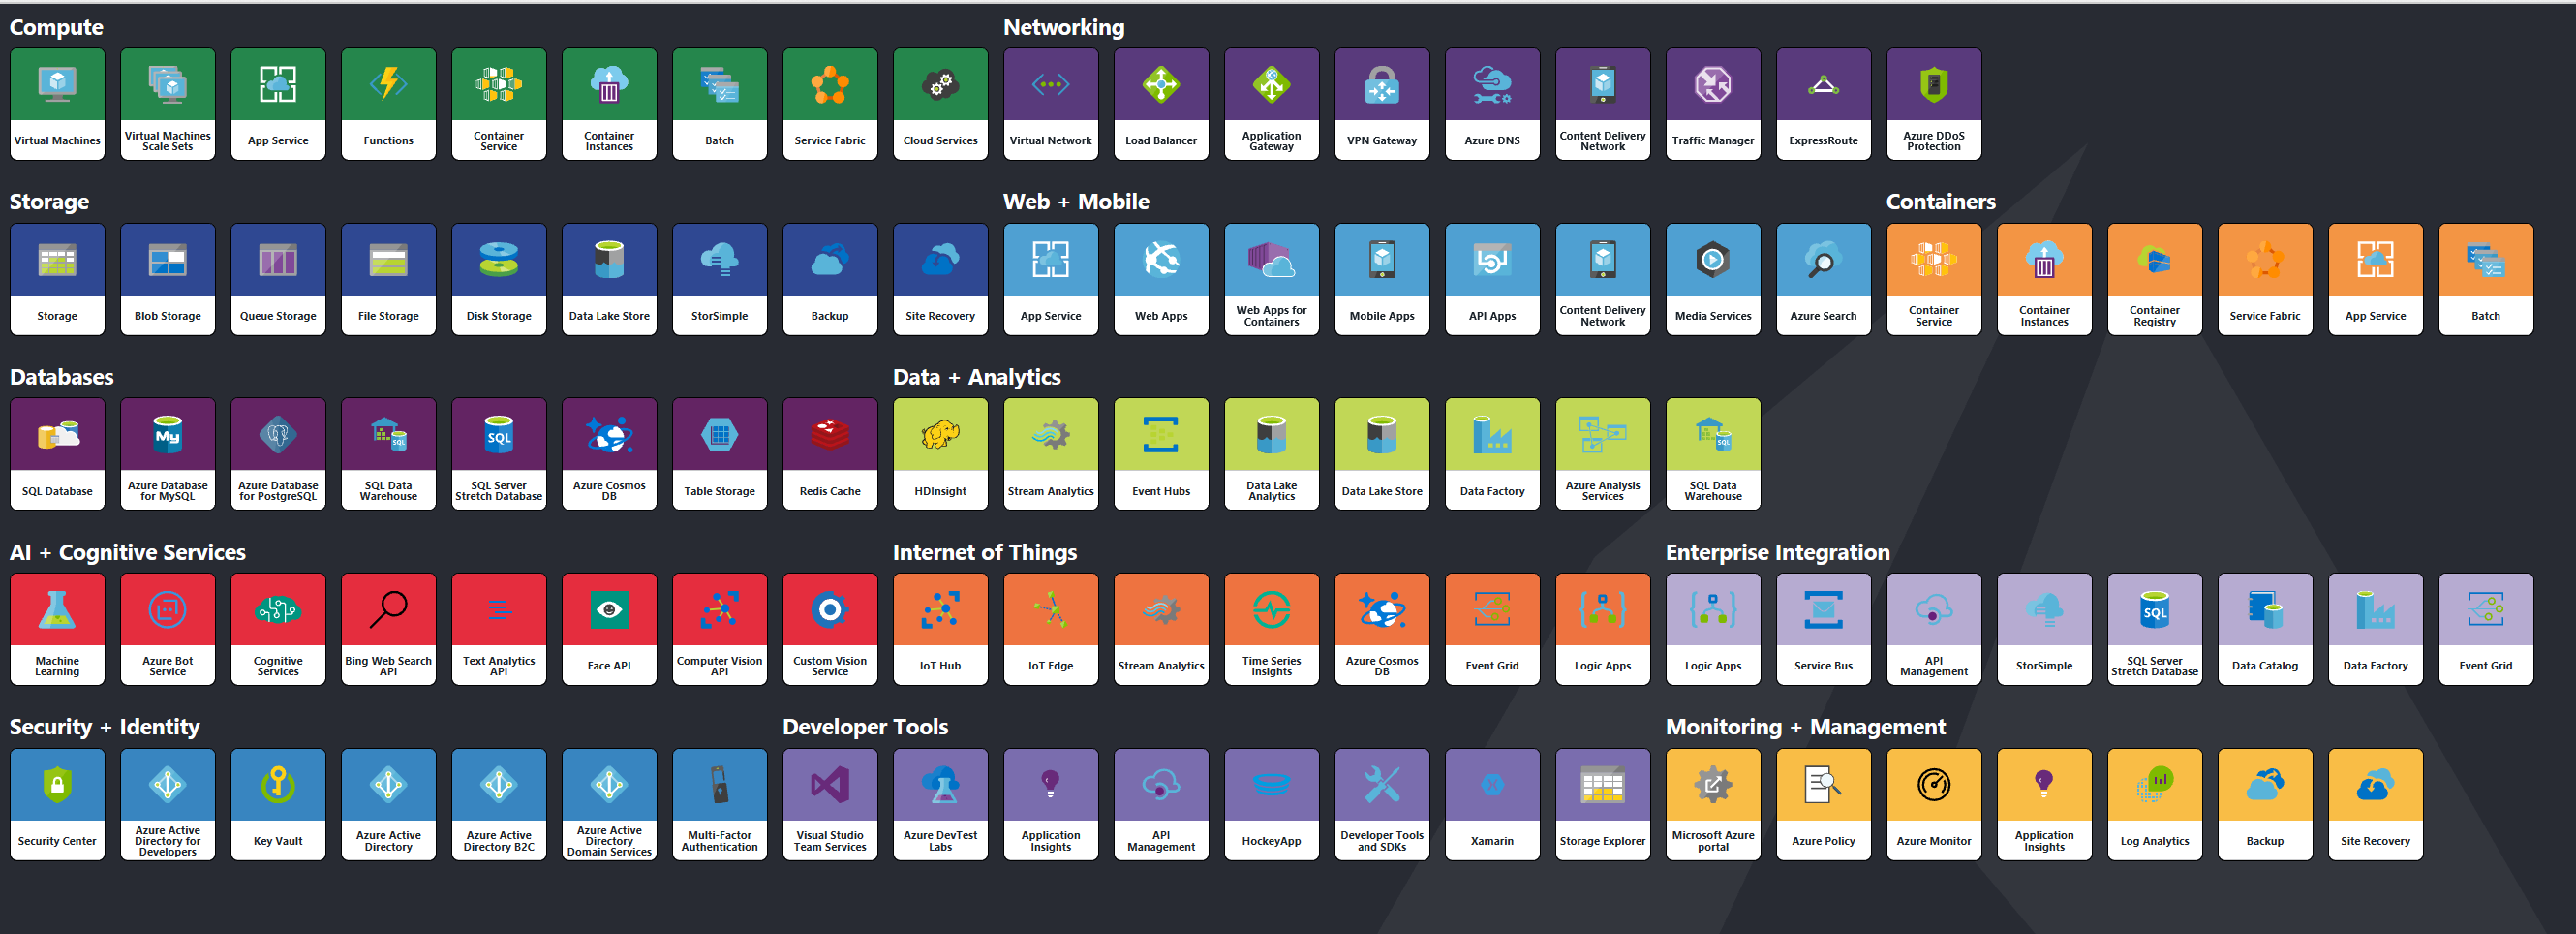 Compute
Virtual Machines
Virtual Machines
Scale Sets
App Service
Functions
Container
Service
Container
Instances
Batch
Service Fabric
Cloud Services
Networking
Virtual Network
Load Balancer
Application
Gateway
VPN Gateway
Azure DNS
Content Delivery
Network
Traffic Manager
ExpressRoute
Azure DDoS
Protection
Storage
Storage
Blob Storage
Queue Storage
File Storage
Disk Storage
Data Lake Store
StorSimple
Backup
Site Recovery
Web + Mobile
App Service
Web Apps
Web Apps for
Containers
Mobile Apps
API Apps
Content Delivery
Network
Media Services
Azure Search
Containers
Container
Service
Container
Instances
Container
Registry
Service Fabric
App Service
Batch
Databases
SQL Database
My
Azure Database
for MySQL
Azure Database
for PostgreSQL
SQL
SQL Data
Warehouse
SQL
SQL Server
Stretch Database
Azure Cosmos
DB
Table Storage
Redis Cache
Data + Analytics
HDInsight
Stream Analytics
Event Hubs
Data Lake
Analytics
Data Lake Store
Data Factory
Azure Analysis
Services
SQL
SQL Data
Warehouse
AI + Cognitive Services
Machine
Learning
Azure Bot
Service
Cognitive
Services
Bing Web Search
API
Text Analytics
API
Face API
Computer Vision
API
Custom Vision
Service
Internet of Things
IoT Hub
IoT Edge
Stream Analytics
Time Series
Insights
Azure Cosmos
DB
Event Grid
Logic Apps
Enterprise Integration
Logic Apps
Service Bus
API
Management
StorSimple
SQL
SQL Server
Stretch Database
Data Catalog
Data Factory
Event Grid
Security + Identity
Security Center
Azure Active
Directory for
Developers
Key Vault
Azure Active
Directory
Azure Active
Directory B2C
Azure Active
Directory
Domain Services
Multi-Factor
Authentication
Developer Tools
Visual Studio
Team Services
Azure DevTest
Labs
Application
Insights
API
Management
HockeyApp
Developer Tools
and SDKs
Xamarin
Storage Explorer
Monitoring + Management
Microsoft Azure
portal
Azure Policy
Azure Monitor
Application
Insights
Log Analytics
Backup
Site Recovery